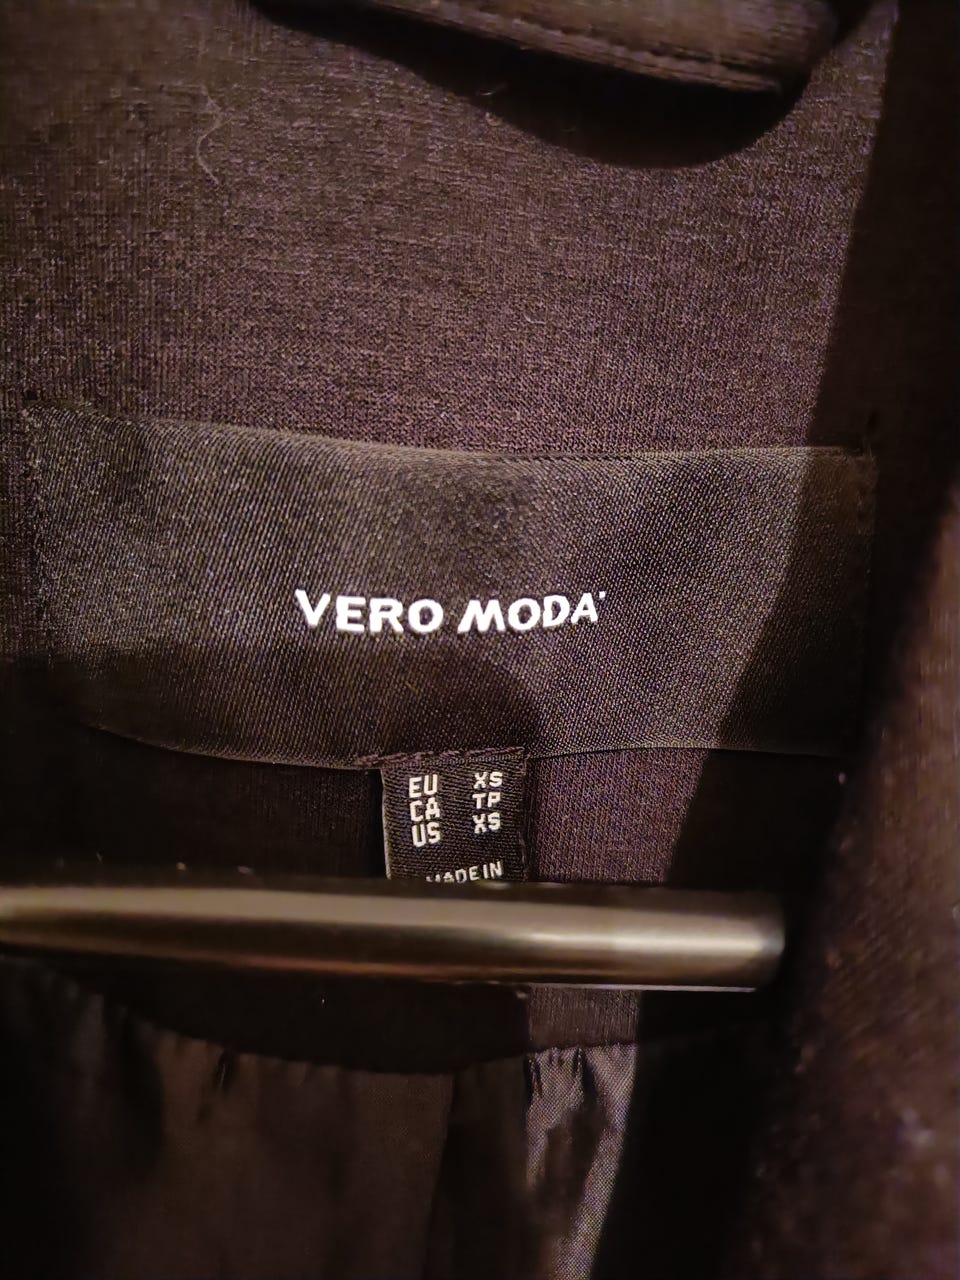 VERO MODA
EU XS
CA TP
US XS
MADE IN